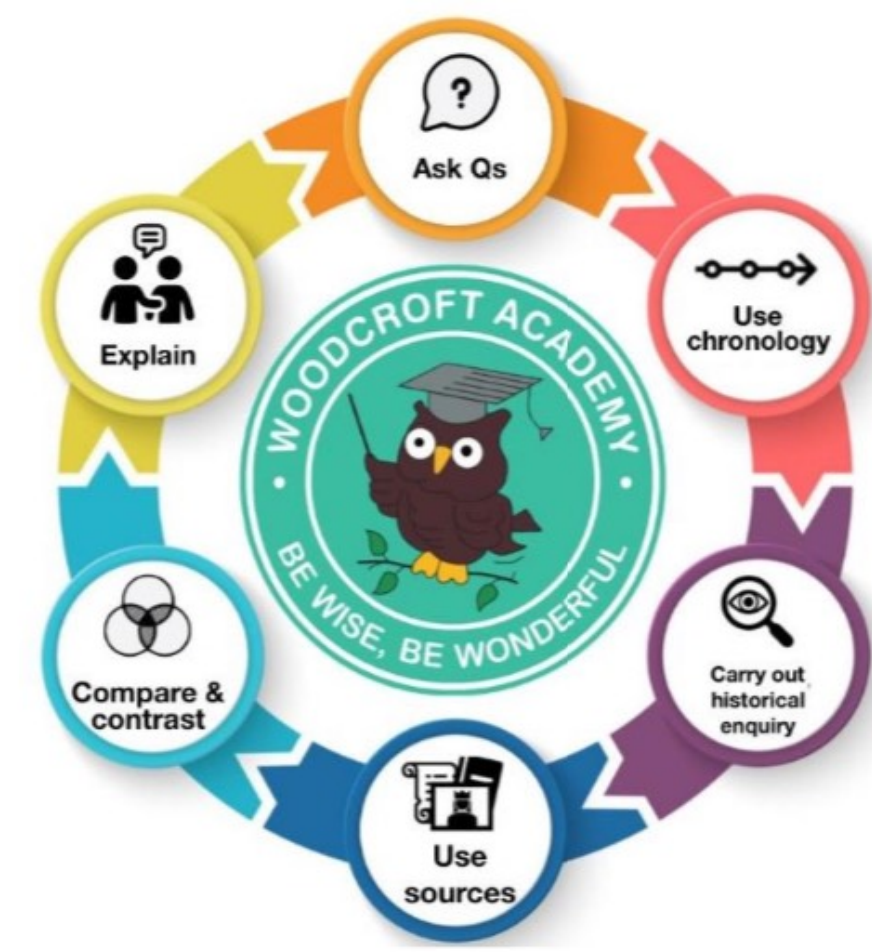 ?
Ask Qs
Use
chronology
Carry out
historical
enquiry
Use
sources
Compare &
contrast
Explain
· WOODCROFT ACADEMY ·
BE WISE, BE WONDERFUL